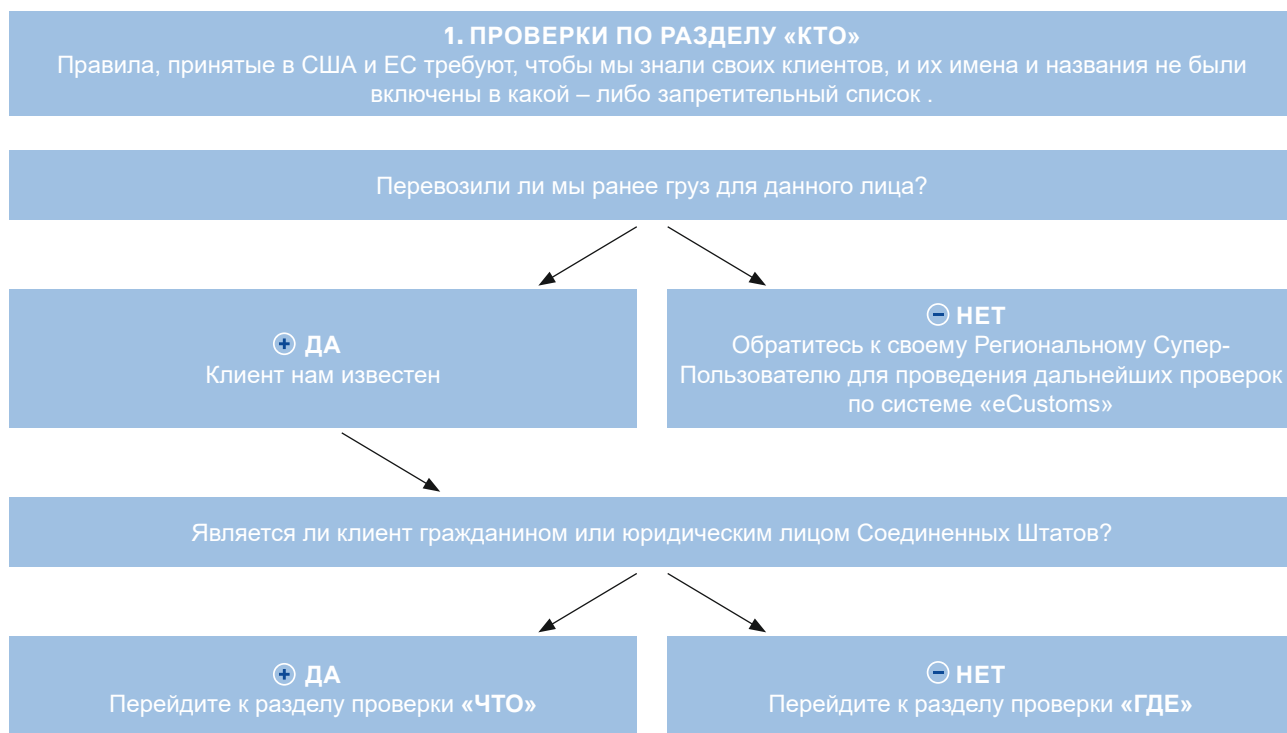 1. ПРОВЕРКИ ПО РАЗДЕЛУ «КТО»
Правила, принятые в США и ЕС требуют, чтобы мы знали своих клиентов, и их имена и названия не были
включены в какой – либо запретительный список .
Перевозили ли мы ранее груз для данного лица?
ДА
Клиент нам известен
НЕТ
Обратитесь к своему Региональному Супер-
Пользователю для проведения дальнейших проверок
по системе «eCustoms»
Является ли клиент гражданином или юридическим лицом Соединенных Штатов?
ДА
Перейдите к разделу проверки «ЧТО»
НЕТ
Перейдите к разделу проверки «ГДЕ»